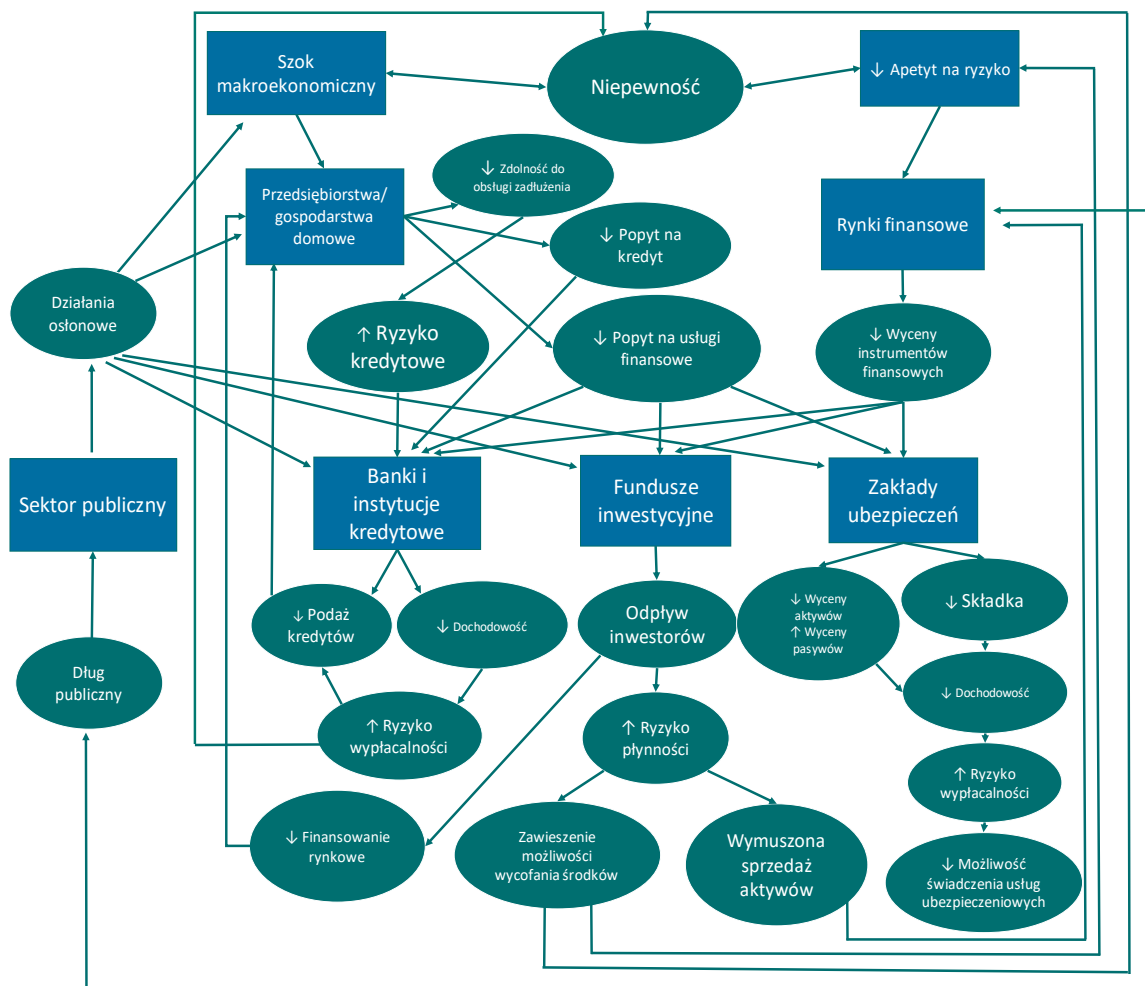 Szok
makroekonomiczny
Niepewność
↓ Apetyt na ryzyko
↓ Zdolność do
obsługi zadłużenia
Przedsiębiorstwa/
gospodarstwa
domowe
↓ Popyt na
kredyt
Rynki finansowe
Działania
osłonowe
↑ Ryzyko
kredytowe
↓ Popyt na usługi
finansowe
↓ Wyceny
instrumentów
finansowych
Sektor publiczny
Banki i
instytucje
kredytowe
Fundusze
inwestycyjne
Zakłady
ubezpieczeń
↓ Podaż
kredytów
↓ Dochodowość
Odpływ
inwestorów
↓ Wyceny
aktywów
↑ Wyceny
pasywów
↓ Składka
Dług
publiczny
↓ Dochodowość
↑ Ryzyko
wypłacalności
↑ Ryzyko
płynności
↑ Ryzyko
wypłacalności
↓ Finansowanie
rynkowe
Zawieszenie
możliwości
wycofania środków
Wymuszona
sprzedaż
aktywów
↓ Możliwość
świadczenia usług
ubezpieczeniowych